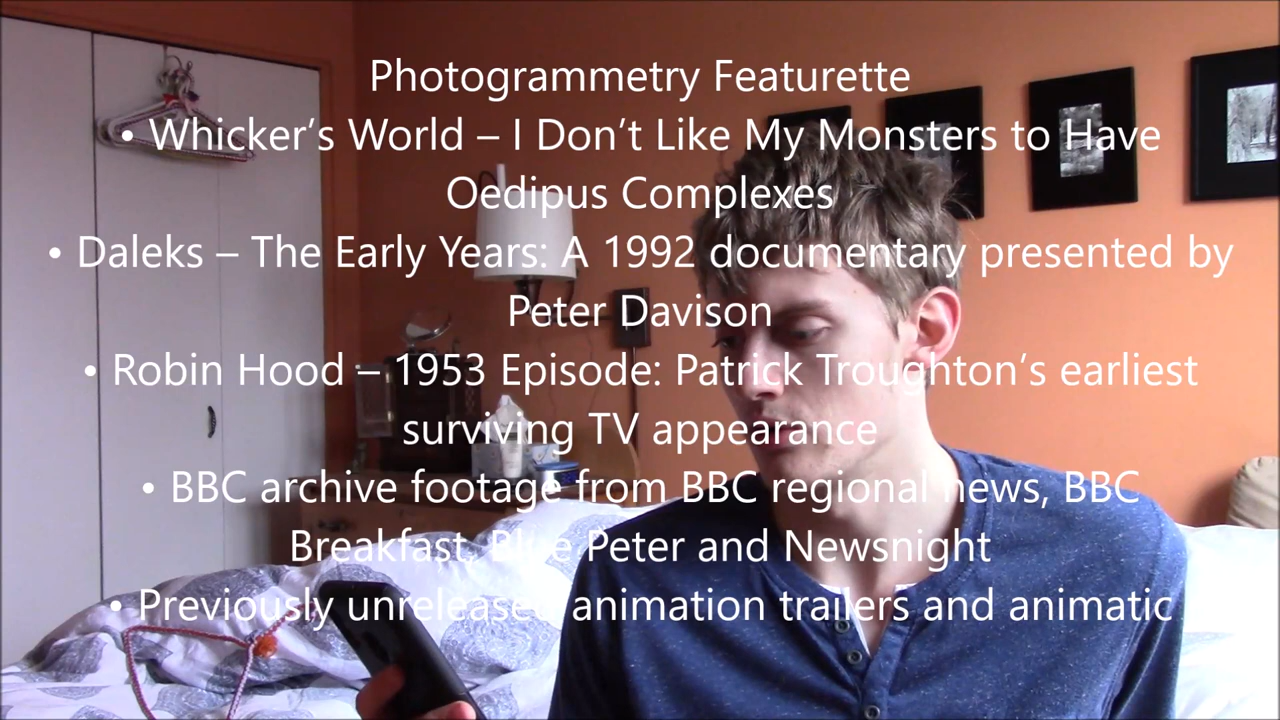 Photogrammetry Featurette
• Whicker’s World – I Don’t Like My Monsters to Have
Oedipus Complexes
• Daleks – The Early Years: A 1992 documentary presented by
Peter Davison
• Robin Hood – 1953 Episode: Patrick Troughton’s earliest
surviving TV appearance
• BBC archive footage from BBC regional news, BBC
Breakfast, Blue Peter and Newsnight
• Previously unreleased animation trailers and animatic